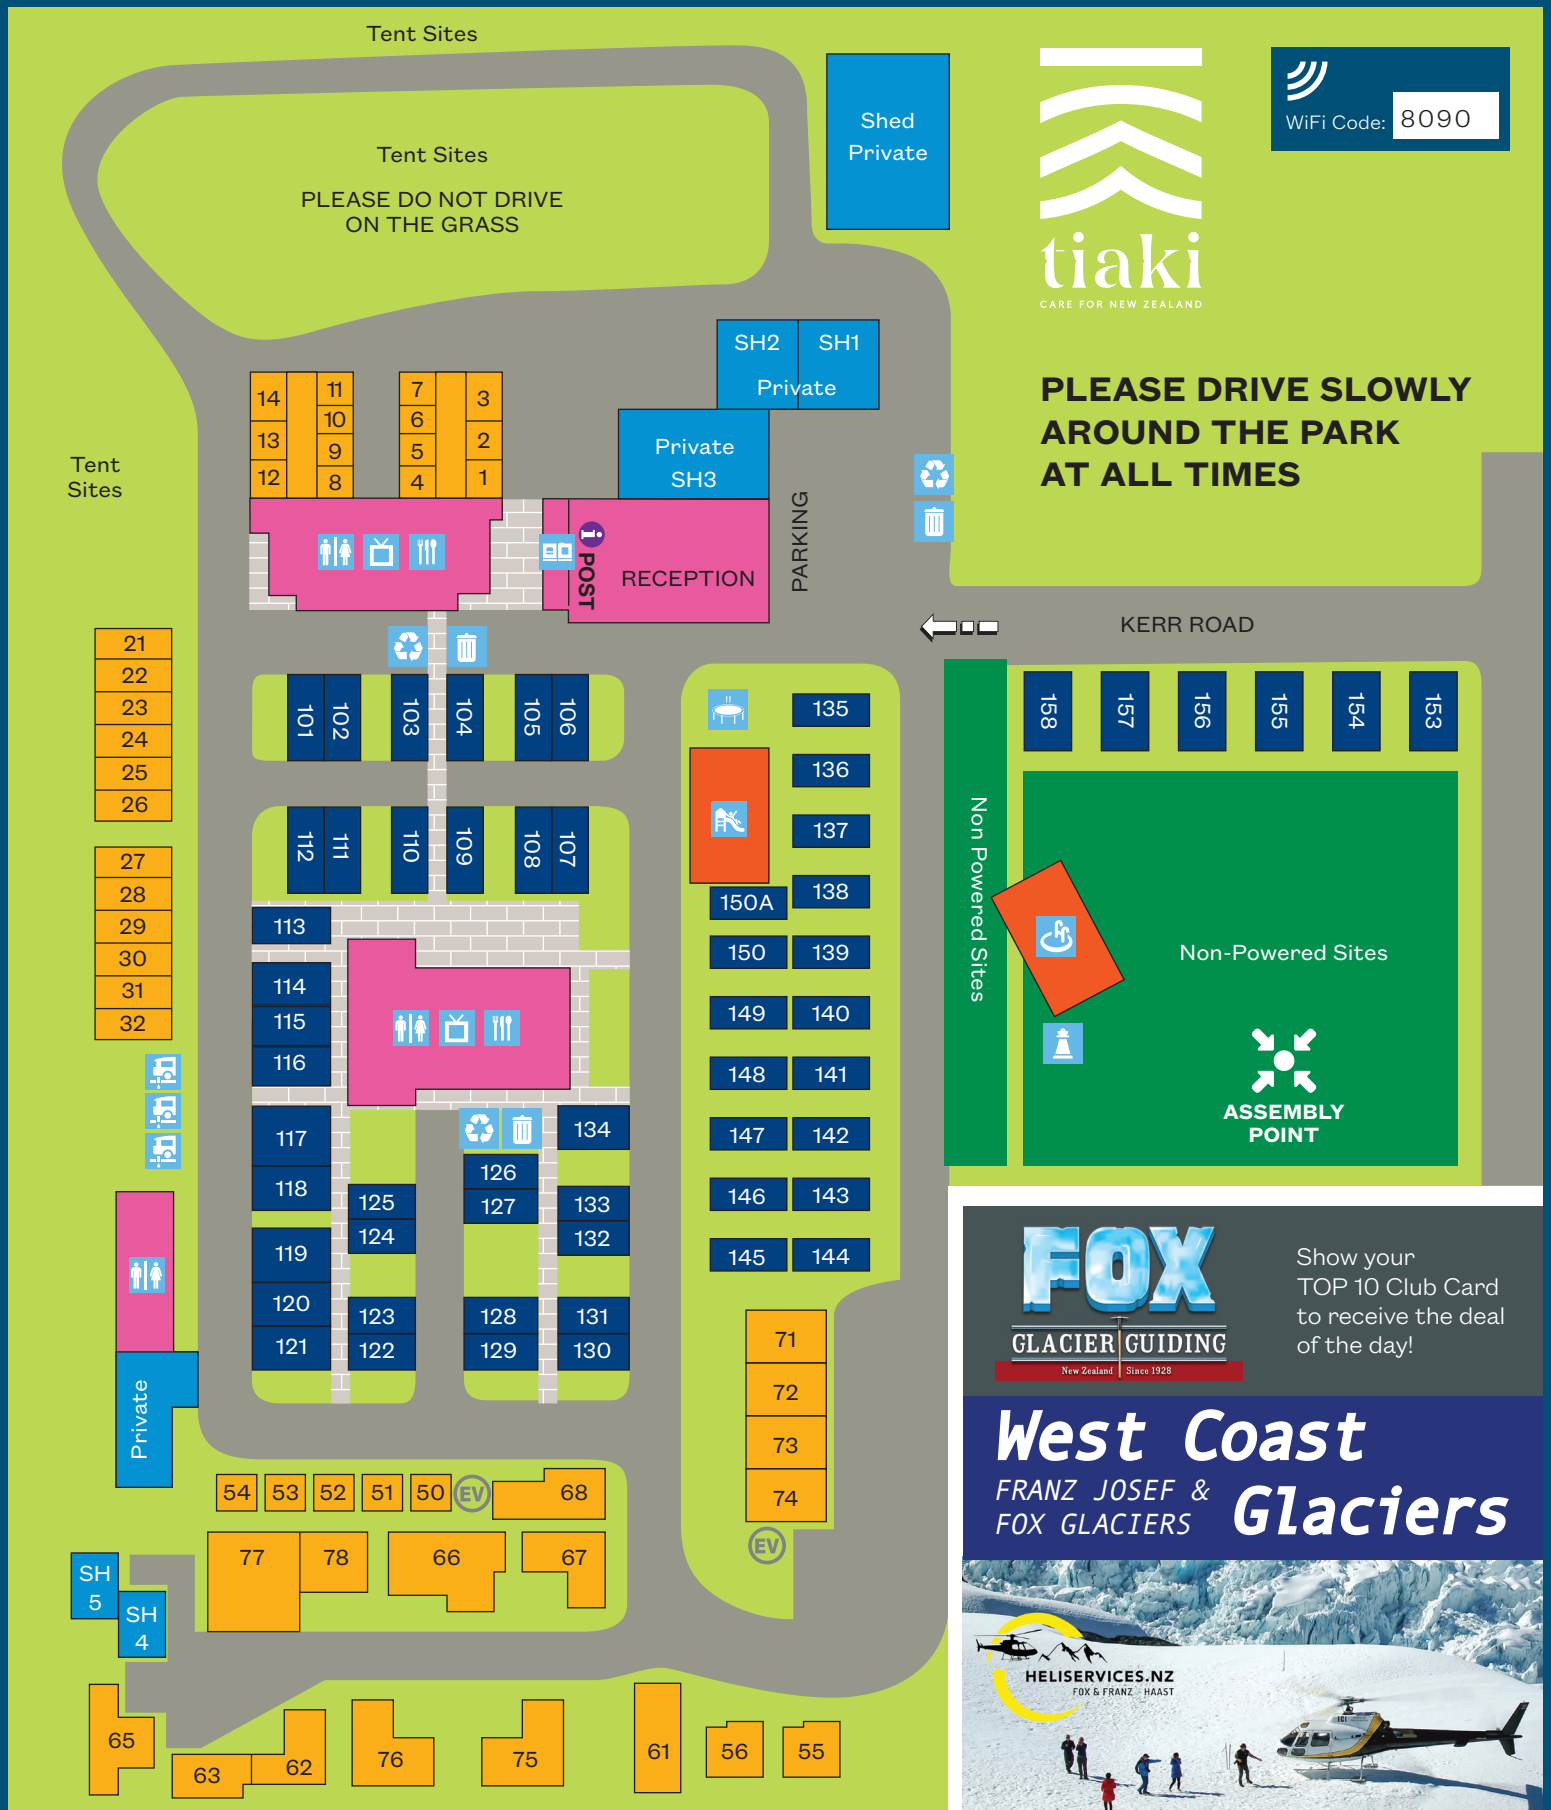 Tent Sites
Tent Sites
PLEASE DO NOT DRIVE
ON THE GRASS
Shed
Private
tiaki
CARE FOR NEW ZEALAND
WiFi Code: 8090
PLEASE DRIVE SLOWLY
AROUND THE PARK
AT ALL TIMES
SH2 SH1
Private
Private
SH3
PARKING
Tent
Sites
14 11 7 3
10 6
13 9 5 2
12 8 4 1
i
POST
RECEPTION
KERR ROAD
21
22
23
24
25
26
27
28
29
30
31
32
101 102 103 104 105 106
112 111 110 109 108 107
113
114
115
116
117
118
119
120
121
125
124
123
122
126
127
128
129
134
133
132
131
130
135
136
137
138
150A
150 139
149 140
148 141
147 142
146 143
145 144
158 157 156 155 154 153
Non Powered Sites
Non-Powered Sites
ASSEMBLY
POINT
71
72
73
74
EV
Private
54 53 52 51 50 EV 68
77 78 66 67
SH
5
SH
4
65 63 62 76 75 61 56 55
FOX
GLACIER GUIDING
New Zealand Since 1928
Show your
TOP 10 Club Card
to receive the deal
of the day!
West Coast
FRANZ JOSEF &
FOX GLACIERS
Glaciers
HELISERVICES.NZ
FOX & FRANZ HAAST